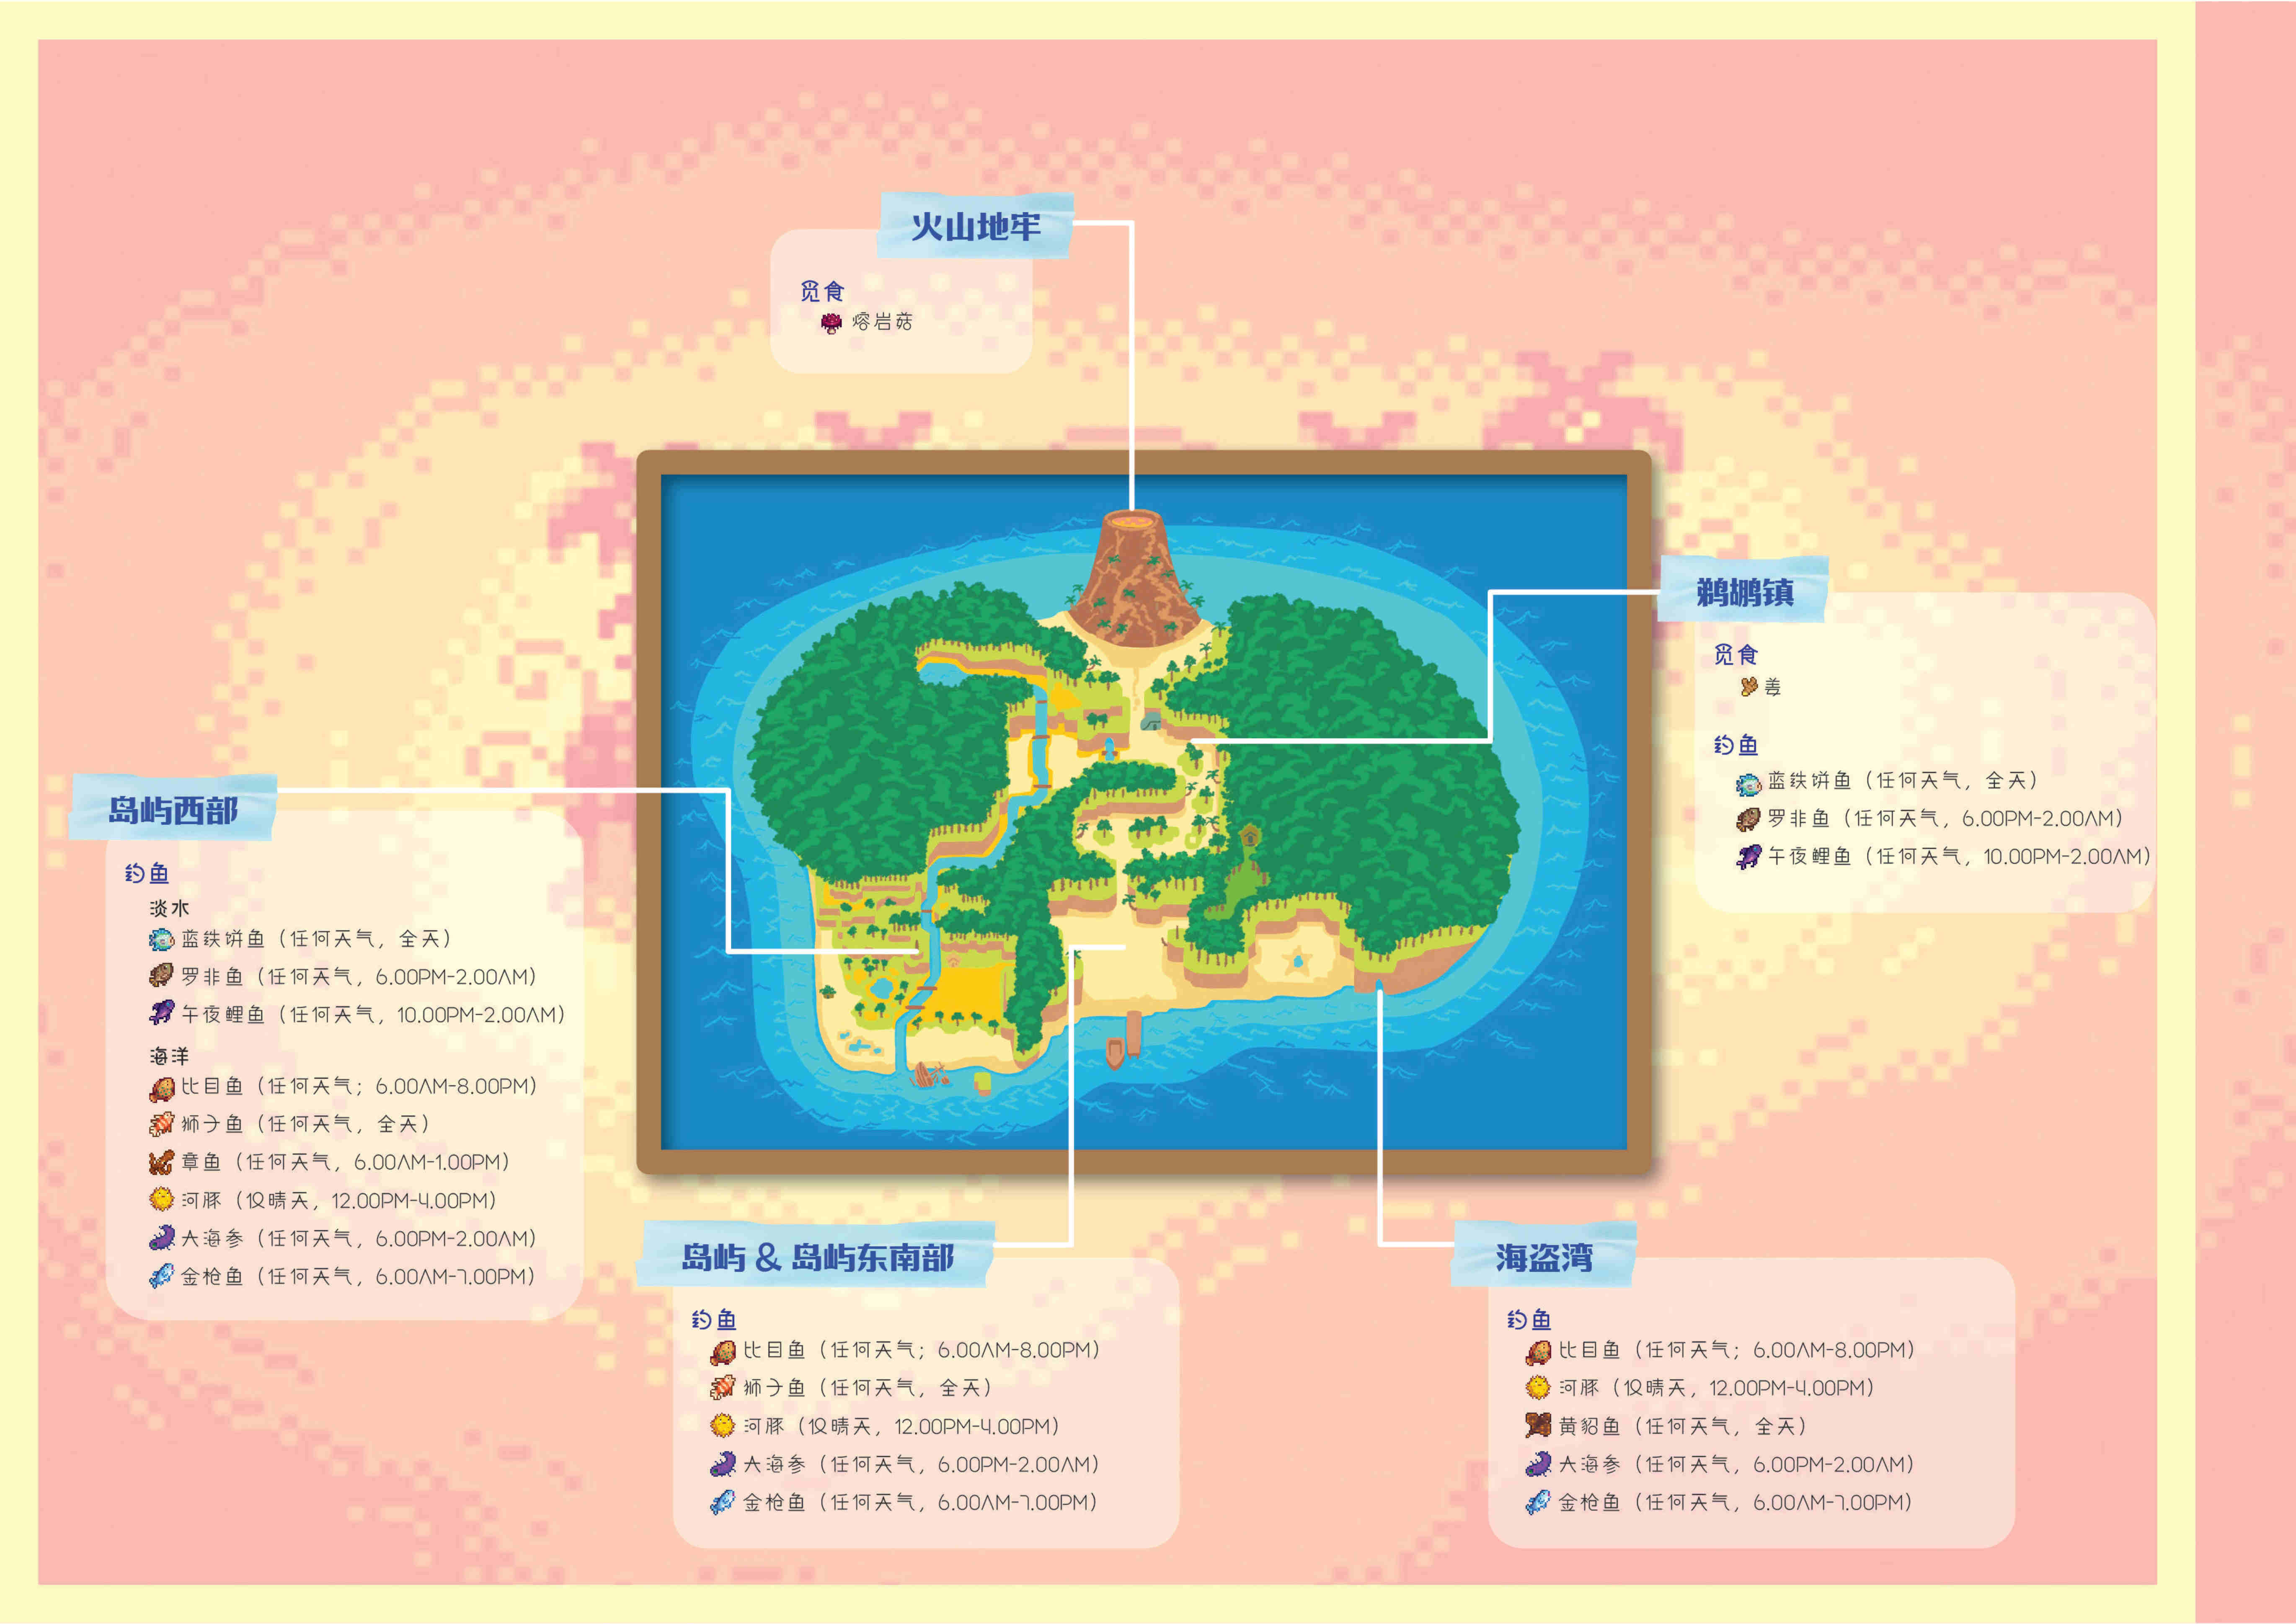 火山地牢
觅食
熔岩菇
鹈鹕镇
觅食
姜
钓鱼
蓝铁饼鱼（任何天气，全天）
罗非鱼（任何天气，6.00PM-2.00AM）
午夜鲤鱼（任何天气，10.00PM-2.00AM）
岛屿西部
钓鱼
淡水
蓝铁饼鱼（任何天气，全天）
罗非鱼（任何天气，6.00PM-2.00AM）
午夜鲤鱼（任何天气，10.00PM-2.00AM）
海洋
比目鱼（任何天气；6.00AM-8.00PM）
狮子鱼（任何天气，全天）
章鱼（任何天气，6.00AM-1.00PM）
河豚（仅晴天，12.00PM-4.00PM）
大海参（任何天气，6.00PM-2.00AM）
金枪鱼（任何天气，6.00AM-7.00PM）
岛屿 & 岛屿东南部
钓鱼
比目鱼（任何天气；6.00AM-8.00PM）
狮子鱼（任何天气，全天）
河豚（仅晴天，12.00PM-4.00PM）
大海参（任何天气，6.00PM-2.00AM）
金枪鱼（任何天气，6.00AM-7.00PM）
海盗湾
钓鱼
比目鱼（任何天气；6.00AM-8.00PM）
河豚（仅晴天，12.00PM-4.00PM）
黄貂鱼（任何天气，全天）
大海参（任何天气，6.00PM-2.00AM）
金枪鱼（任何天气，6.00AM-7.00PM）